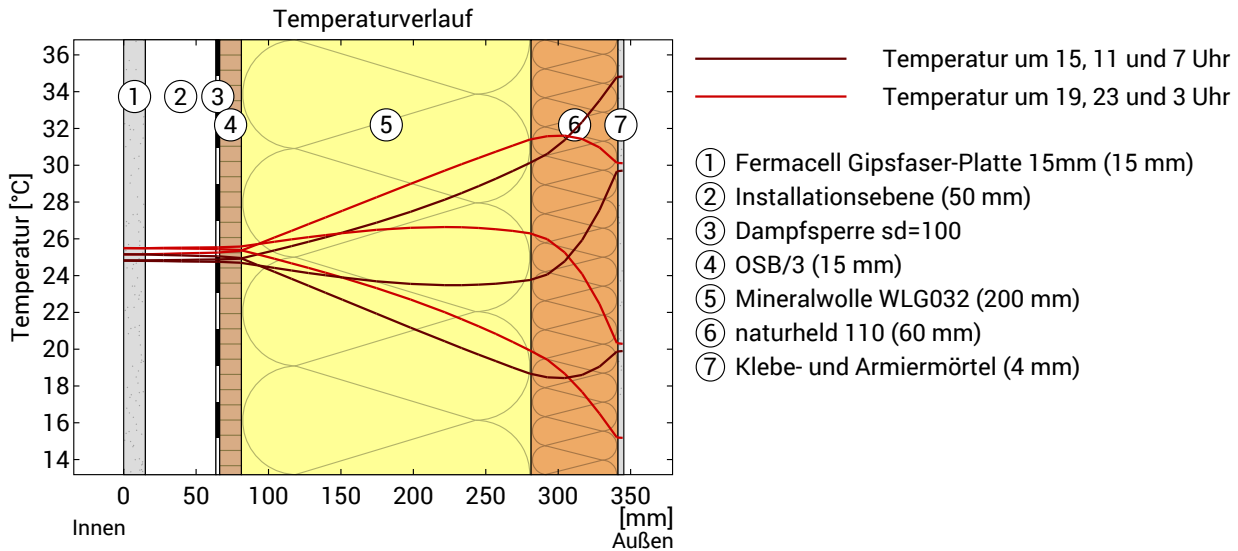 Temperaturverlauf
Temperatur [°C]
36
34
32
30
28
26
24
22
20
18
16
14
1
2
3
4
5
6
7
0
50
100
150
200
250
300
350
[mm]
Innen
Außen
Temperatur um 15, 11 und 7 Uhr
Temperatur um 19, 23 und 3 Uhr
1 Fermacell Gipsfaser-Platte 15mm (15 mm)
2 Installationsebene (50 mm)
3 Dampfsperre sd=100
4 OSB/3 (15 mm)
5 Mineralwolle WLG032 (200 mm)
6 naturheld 110 (60 mm)
7 Klebe- und Armiermörtel (4 mm)